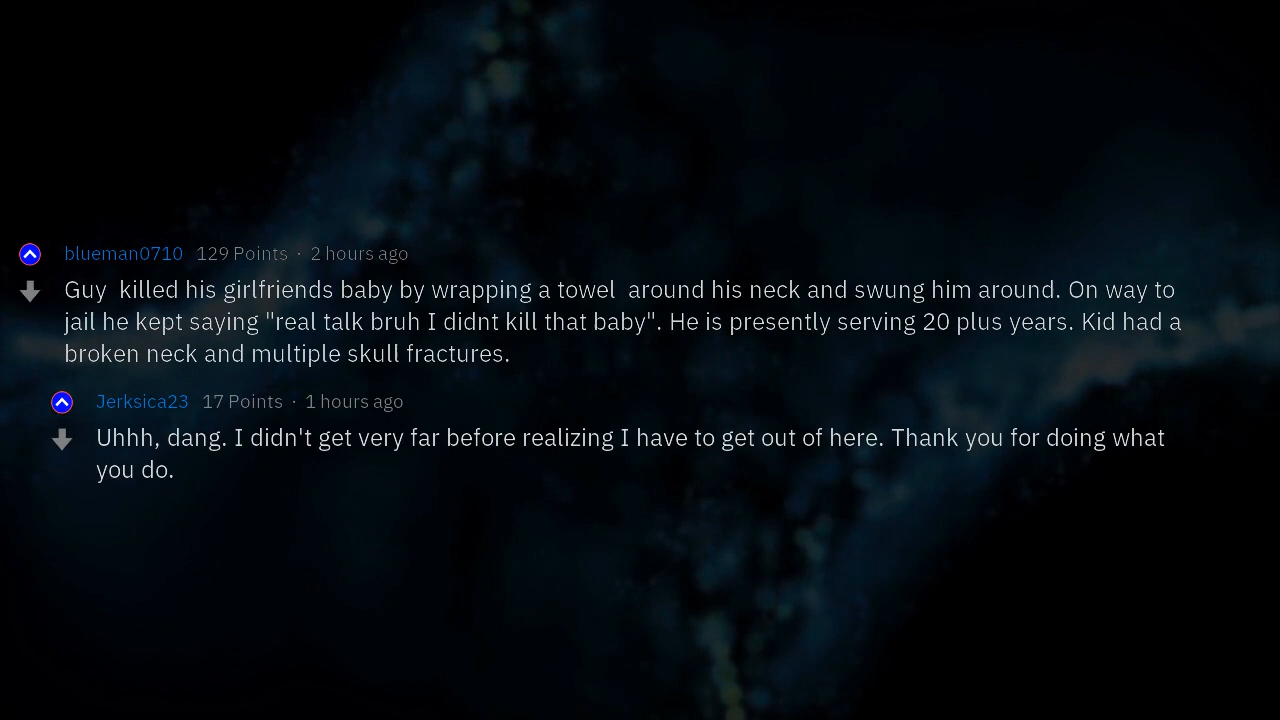 blueman0710 129 Points · 2 hours ago
Guy killed his girlfriends baby by wrapping a towel around his neck and swung him around. On way to
jail he kept saying "real talk bruh I didnt kill that baby". He is presently serving 20 plus years. Kid had a
broken neck and multiple skull fractures.
Jerksica23 17 Points · 1 hours ago
Uhhh, dang. I didn't get very far before realizing I have to get out of here. Thank you for doing what
you do.